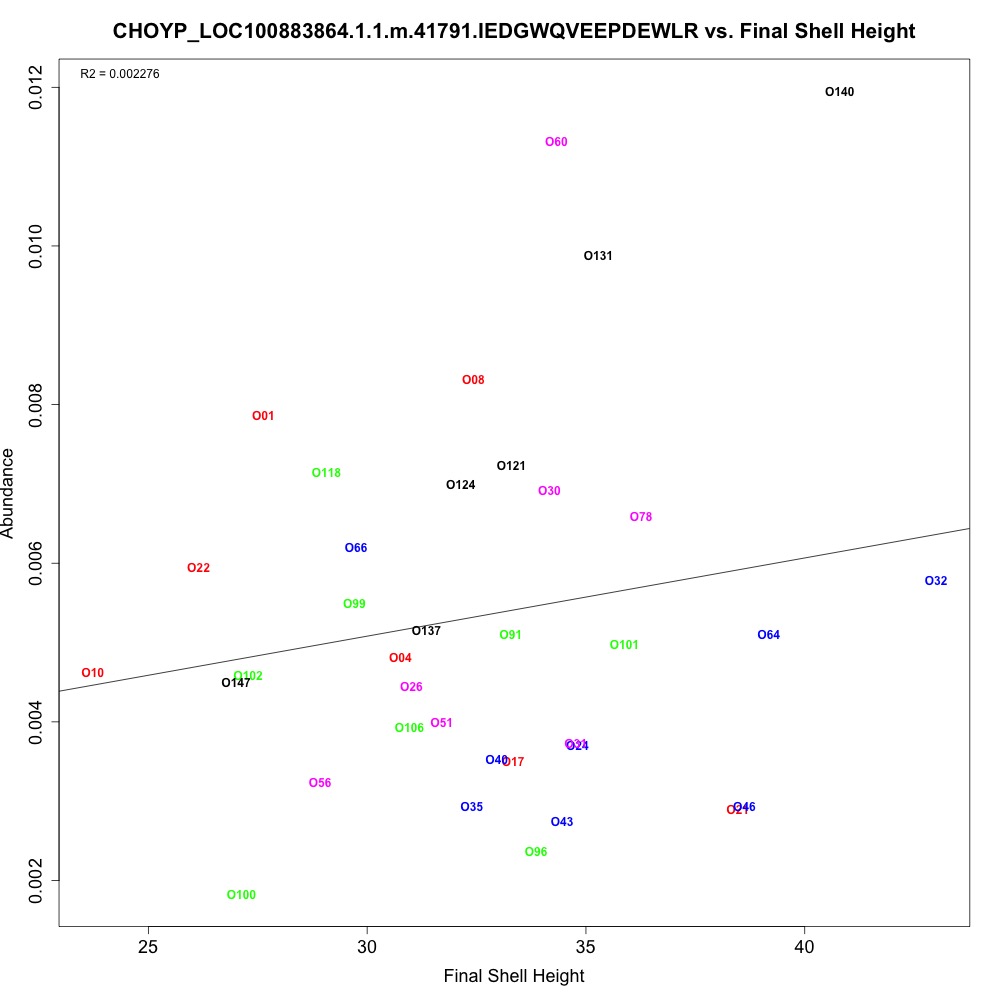 CHOYP_LOC100883864.1.1.m.41791.IEDGWQVEEPDEWLR vs. Final Shell Height
R2 = 0.002276
0.012
O140
O60
0.010
O131
O08
0.008
O01
O121
O118
O124
O30
O78
O66
0.006
O22
O32
O99
O137
O91
O64
O101
O04
O10
O102
O147
O26
0.004
O51
O106
O31
O24
O40
O17
O56
O35
O46
O21
O43
O96
0.002
O100
Abundance
25
30
35
40
Final Shell Height